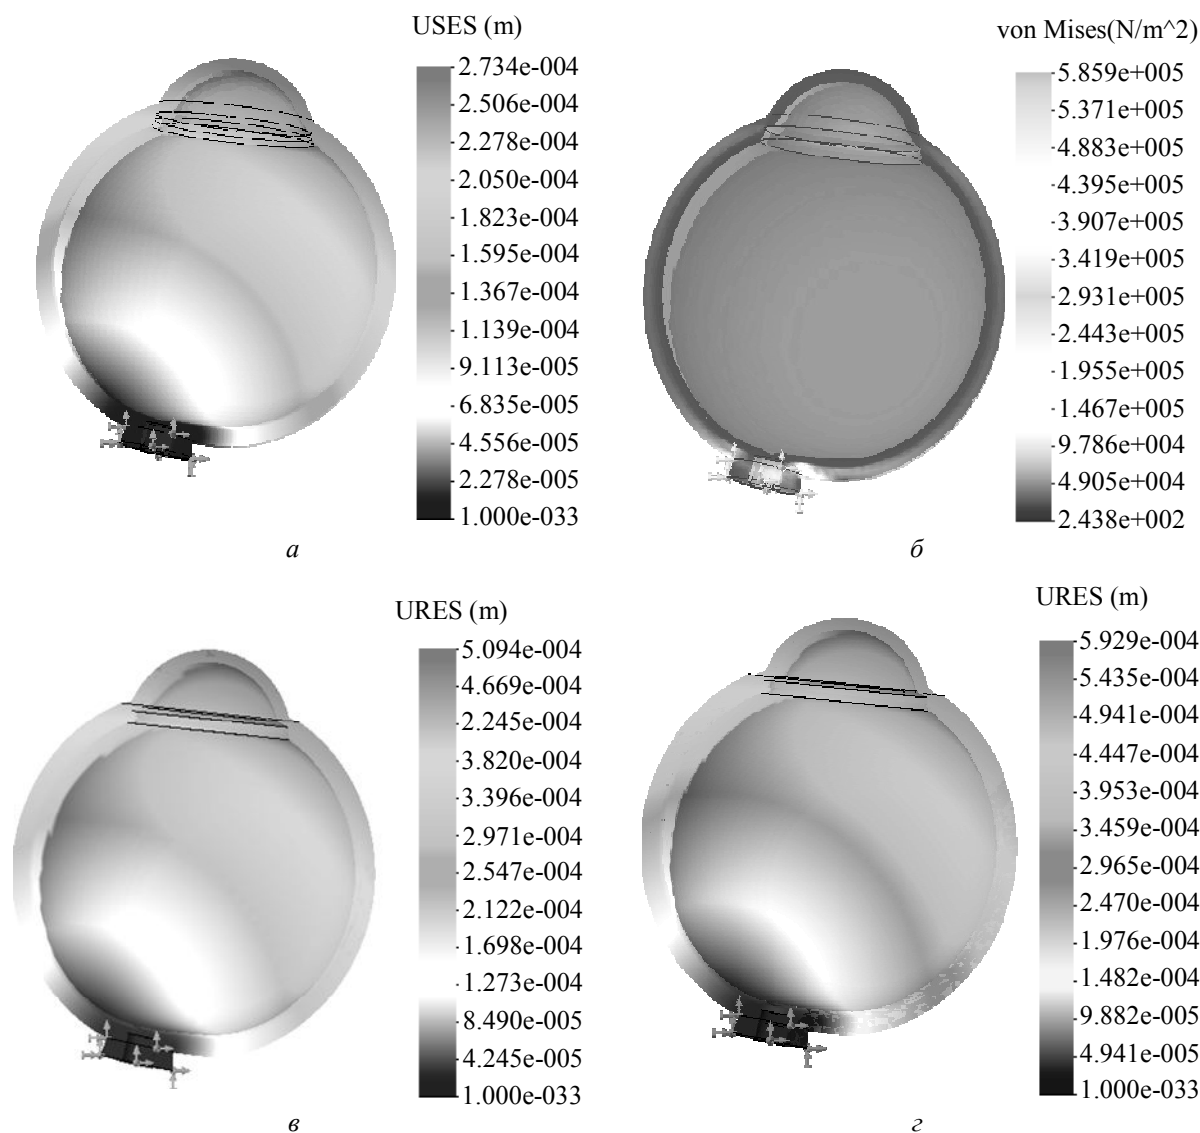 USES (m)
2.734e-004
2.506e-004
2.278e-004
2.050e-004
1.823e-004
1.595e-004
1.367e-004
1.139e-004
9.113e-005
6.835e-005
4.556e-005
2.278e-005
1.000e-033
а
von Mises(N/m^2)
5.859e+005
5.371e+005
4.883e+005
4.395e+005
3.907e+005
3.419e+005
2.931e+005
2.443e+005
1.955e+005
1.467e+005
9.786e+004
4.905e+004
2.438e+002
б
URES (m)
5.094e-004
4.669e-004
2.245e-004
3.820e-004
3.396e-004
2.971e-004
2.547e-004
2.122e-004
1.698e-004
1.273e-004
8.490e-005
4.245e-005
1.000e-033
в
URES (m)
5.929e-004
5.435e-004
4.941e-004
4.447e-004
3.953e-004
3.459e-004
2.965e-004
2.470e-004
1.976e-004
1.482e-004
9.882e-005
4.941e-005
1.000e-033
г